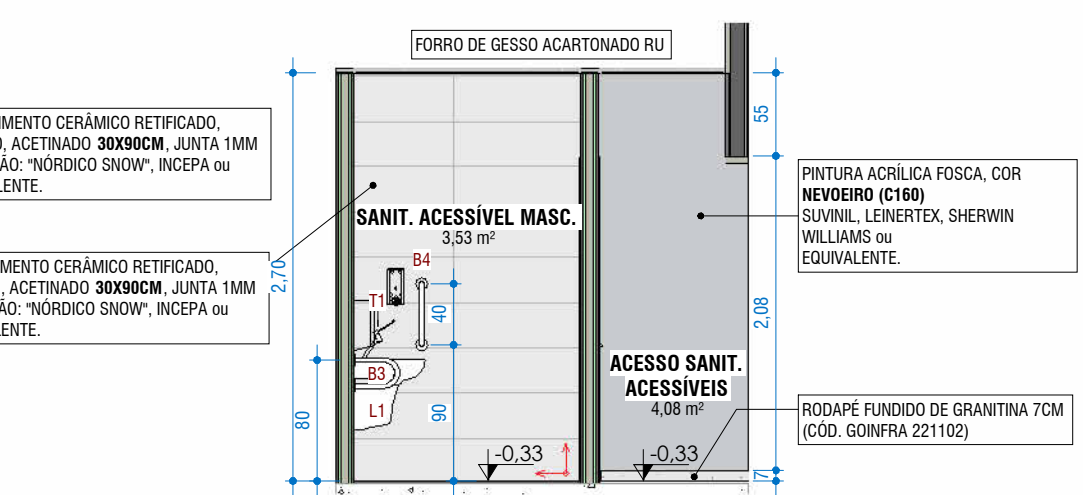 FORRO DE GESSO ACARTONADO RU
IMENTO CERÂMICO RETIFICADO,
O, ACETINADO 30X90CM, JUNTA 1MM
ÃO: "NÓRDICO SNOW", INCEPA ou
LENTE.
IMENTO CERÂMICO RETIFICADO,
, ACETINADO 30X90CM, JUNTA 1MM
ÃO: "NÓRDICO SNOW", INCEPA ou
LENTE.
2,70
80
SANIT. ACESSÍVEL MASC.
3,53 m²
B4
T1
40
B3
L1
90
-0,33
ACESSO SANIT.
ACESSÍVEIS
4,08 m²
-0,33
55
2,08
7
PINTURA ACRÍLICA FOSCA, COR
NEVOEIRO (C160)
SUVINIL, LEINERTEX, SHERWIN
WILLIAMS ou
EQUIVALENTE.
RODAPÉ FUNDIDO DE GRANITINA 7CM
(CÓD. GOINFRA 221102)